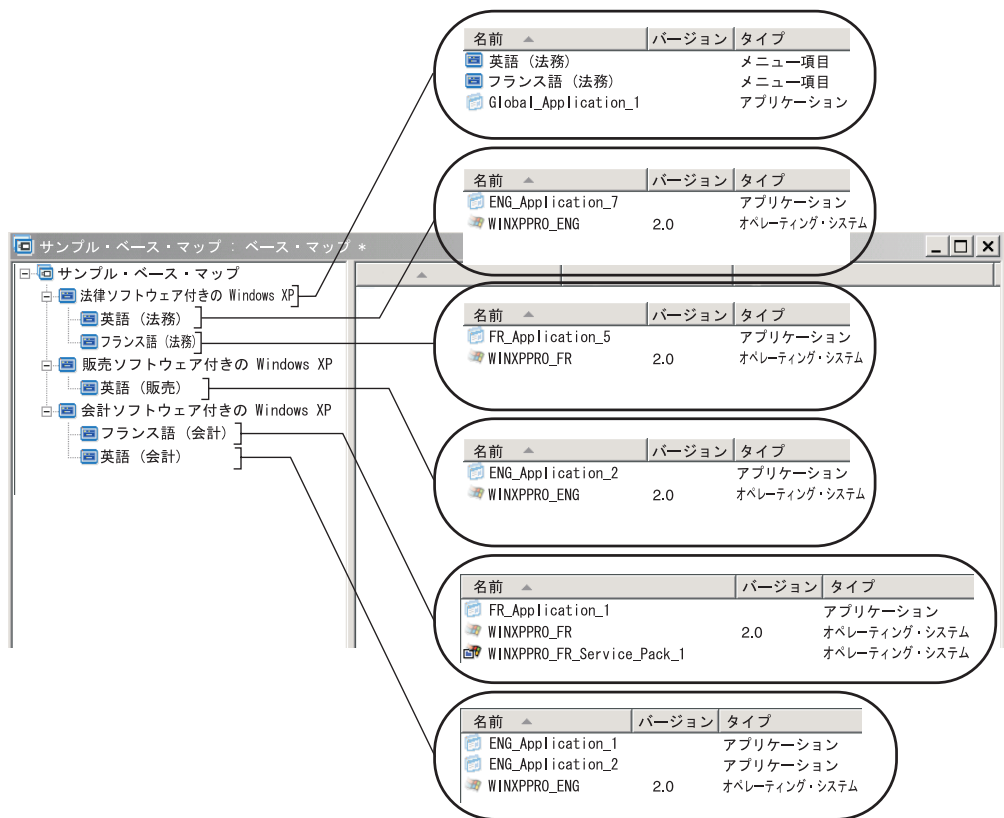 名前 バージョン タイプ
英語（法務） メニュー項目
フランス語（法務） メニュー項目
Global_Application_1 アプリケーション
名前 バージョン タイプ
ENG_Application_7 アプリケーション
WINXPPRO_ENG 2.0 オペレーティング・システム
サンプル・ベース・マップ : ベース・マップ *
サンプル・ベース・マップ
法律ソフトウェア付きの Windows XP
英語（法務）
フランス語（法務）
販売ソフトウェア付きの Windows XP
英語（販売）
会計ソフトウェア付きの Windows XP
フランス語（会計）
英語（会計）
名前 バージョン タイプ
FR_Application_5 アプリケーション
WINXPPRO_FR 2.0 オペレーティング・システム
名前 バージョン タイプ
ENG_Application_2 アプリケーション
WINXPPRO_ENG 2.0 オペレーティング・システム
名前 バージョン タイプ
FR_Application_1 アプリケーション
WINXPPRO_FR 2.0 オペレーティング・システム
WINXPPRO_FR_Service_Pack_1 オペレーティング・システム
名前 バージョン タイプ
ENG_Application_1 アプリケーション
ENG_Application_2 アプリケーション
WINXPPRO_ENG 2.0 オペレーティング・システム